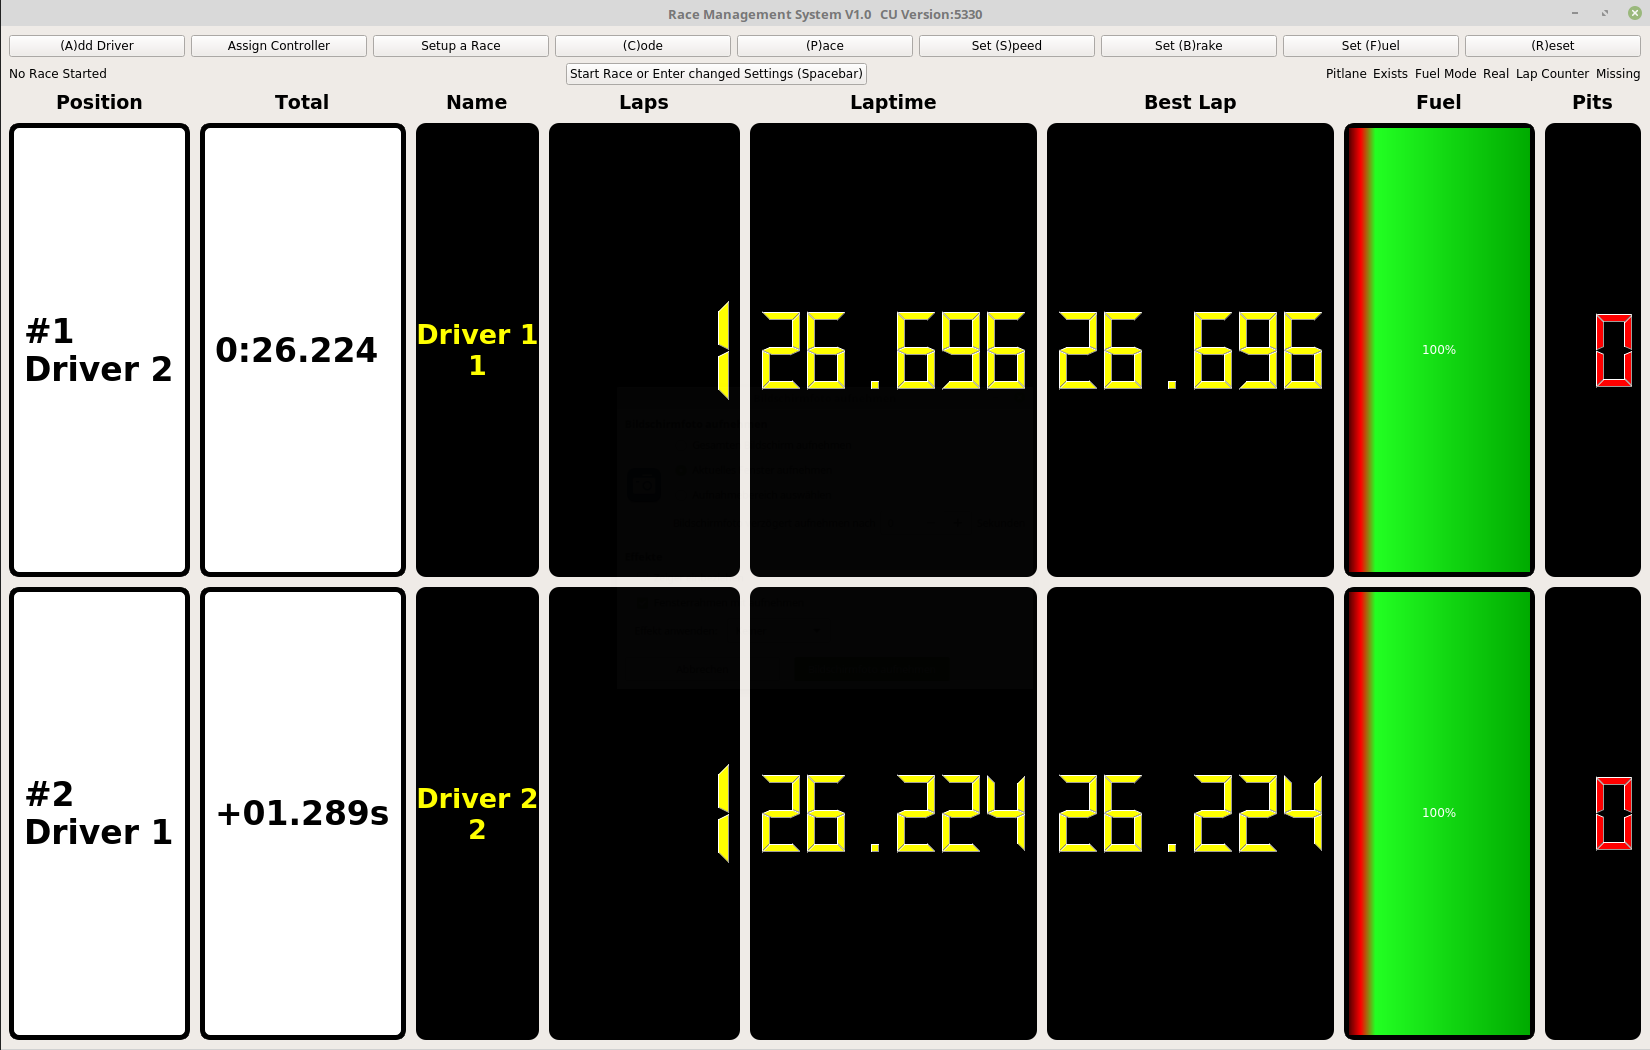 Race Management System V1.0 CU Version:5330
(A)dd Driver Assign Controller Setup a Race (C)ode (P)ace Set (S)peed Set (B)rake Set (F)uel (R)eset
No Race Started Start Race or Enter changed Settings (Spacebar) Pitlane Exists Fuel Mode Real Lap Counter Missing
Position Total Name Laps Laptime Best Lap Fuel Pits
#1
Driver 2
0:26.224
Driver 1
1
1
26.696
26.696
100%
0
#2
Driver 1
+01.289s
Driver 2
2
1
26.224
26.224
100%
0